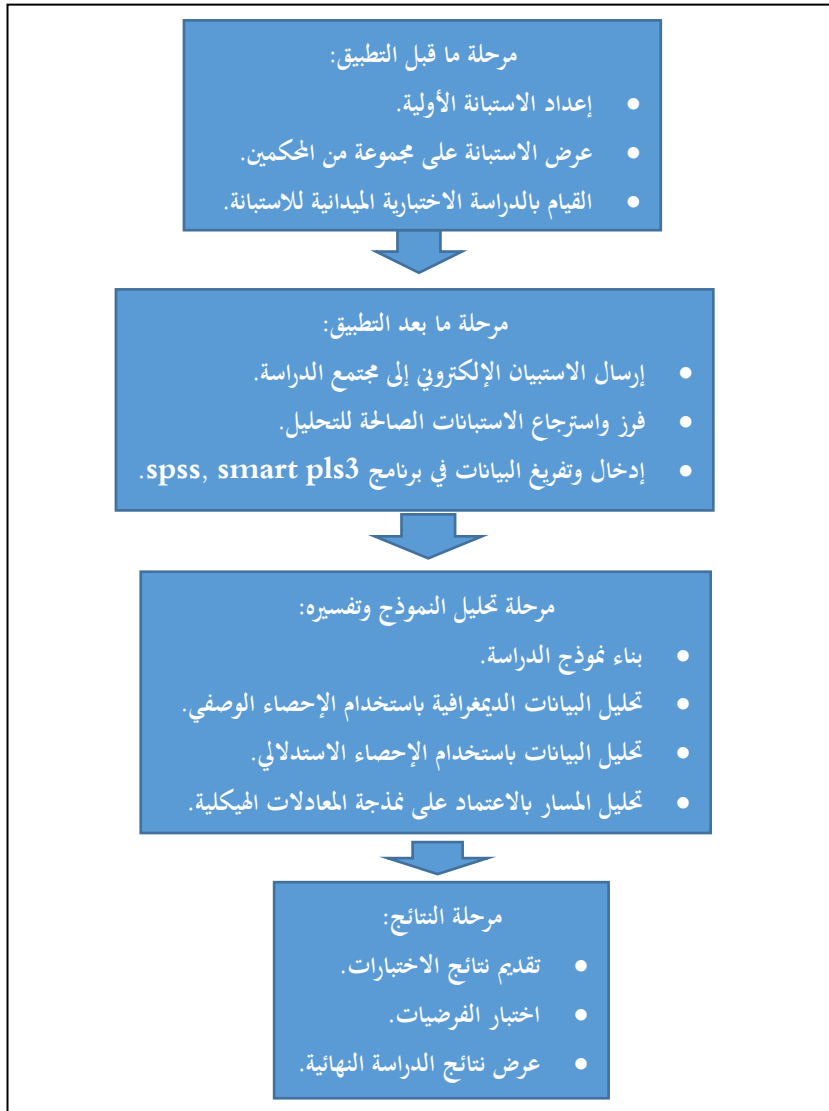 مرحلة ما قبل التطبيق:
● إعداد الاستبانة الأولية.
● عرض الاستبانة على مجموعة من المحكمين.
● القيام بالدراسة الاختبارية الميدانية للاستبانة.
مرحلة ما بعد التطبيق:
● إرسال الاستبيان الإلكتروني إلى مجتمع الدراسة.
● فرز واسترجاع الاستبانات الصالحة للتحليل.
● إدخال وتفريغ البيانات في برنامج spss, smart pls3.
مرحلة تحليل النموذج وتفسيره:
● بناء نموذج الدراسة.
● تحليل البيانات الديمغرافية باستخدام الإحصاء الوصفي.
● تحليل البيانات باستخدام الإحصاء الاستدلالي.
● تحليل المسار بالاعتماد على نمذجة المعادلات الهيكلية.
مرحلة النتائج:
● تقديم نتائج الاختبارات.
● اختبار الفرضيات.
● عرض نتائج الدراسة النهائية.